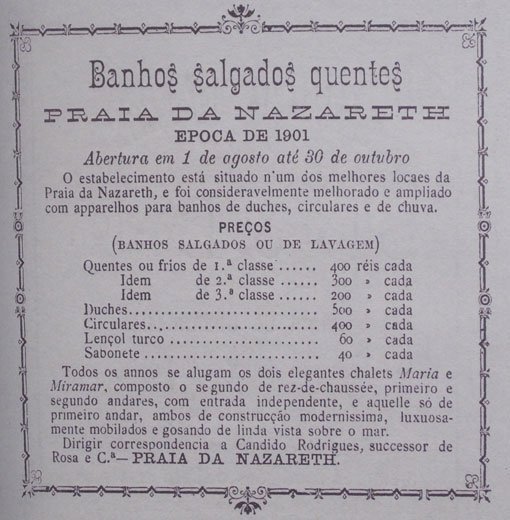 Banhos salgados quentes
PRAIA DA NAZARETH
EPOCA DE 1901
Abertura em 1 de agosto até 30 de outubro
O estabelecimento está situado n'um dos melhores locaes da
Praia da Nazareth, e foi consideravelmente melhorado e ampliado
com apparelhos para banhos de duches, circulares e de chuva.
PREÇOS
(BANHOS SALGADOS OU DE LAVAGEM)
Quentes ou frios de 1.ª classe ...... 400 réis cada
Idem de 2.ª classe ...... 300 » cada
Idem de 3.ª classe ...... 200 » cada
Duches........................... 500 » cada
Circulares........................ 400 » cada
Lençol turco ..................... 60 » cada
Sabonete ........................ 40 » cada
Todos os annos se alugam os dois elegantes chalets Maria e
Miramar, composto o segundo de rez-de-chaussée, primeiro e
segundo andares, com entrada independente, e aquelle só de
primeiro andar, ambos de construcção modernissima, luxuosa-
mente mobilados e gosando de linda vista sobre o mar.
Dirigir correspondencia a Candido Rodrigues, successor de
Rosa e C.ª— PRAIA DA NAZARETH.